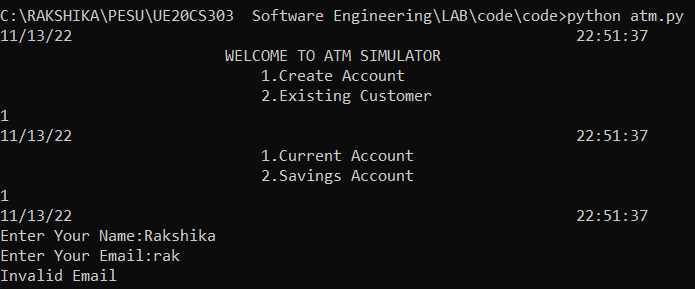 C:\RAKSHIKA\PESU\UE20CS303  Software Engineering\LAB\code\code>python atm.py
11/13/22 22:51:37
WELCOME TO ATM SIMULATOR
1.Create Account
2.Existing Customer
1
11/13/22 22:51:37
1.Current Account
2.Savings Account
1
11/13/22 22:51:37
Enter Your Name:Rakshika
Enter Your Email:rak
Invalid Email